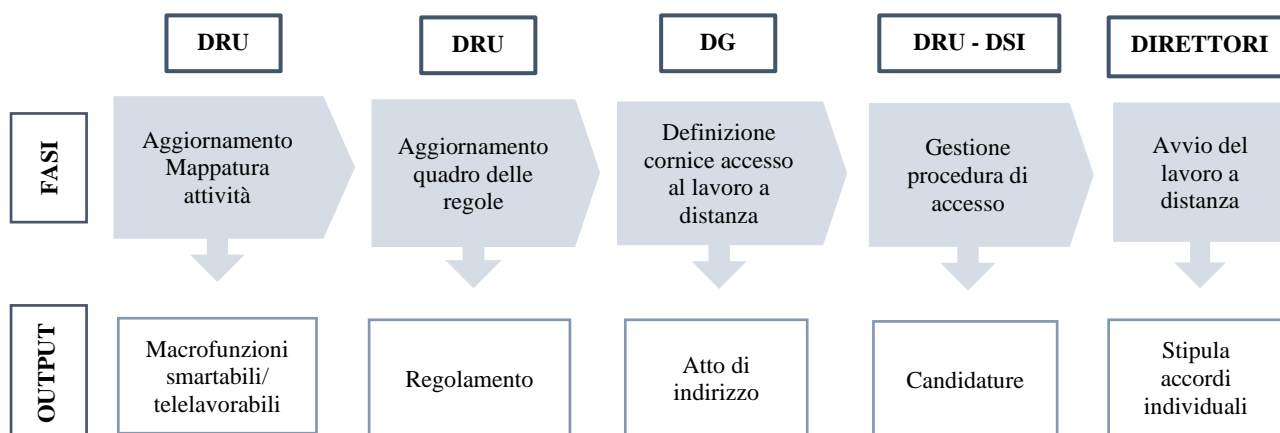 DRU
DRU
DG
DRU - DSI
DIRETTORI
FASI
Aggiornamento
Mappatura
attività
Aggiornamento
quadro delle
regole
Definizione
cornice accesso
al lavoro a
distanza
Gestione
procedura di
accesso
Avvio del
lavoro a
distanza
OUTPUT
Macrofunzioni
smartabili/
telelavorabili
Regolamento
Atto di
indirizzo
Candidature
Stipula
accordi
individuali